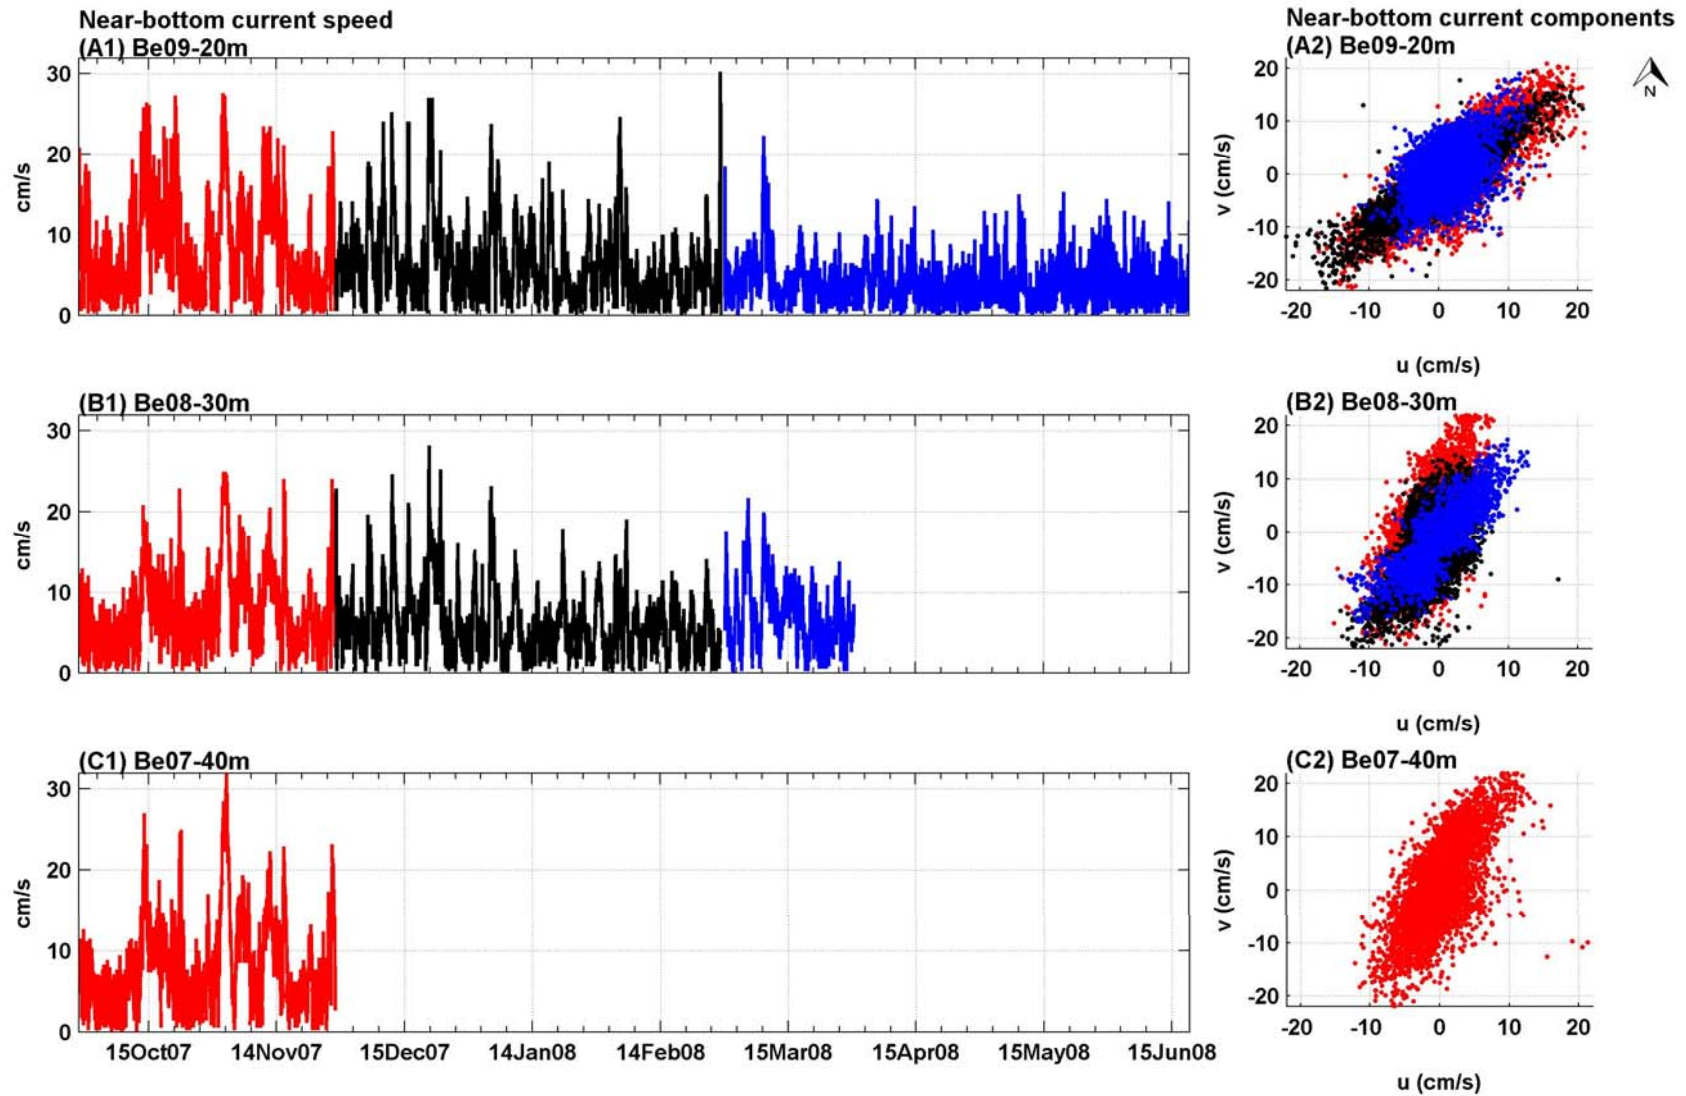 Near-bottom current speed
(A1) Be09-20m
30
20
10
0
cm/s
Near-bottom current components
(A2) Be09-20m
N
20
10
0
-10
-20
v (cm/s)
-20 -10 0 10 20
u (cm/s)
(B1) Be08-30m
30
20
10
0
cm/s
(B2) Be08-30m
20
10
0
-10
-20
v (cm/s)
-20 -10 0 10 20
u (cm/s)
(C1) Be07-40m
30
20
10
0
cm/s
15Oct07 14Nov07 15Dec07 14Jan08 14Feb08 15Mar08 15Apr08 15May08 15Jun08
(C2) Be07-40m
20
10
0
-10
-20
v (cm/s)
-20 -10 0 10 20
u (cm/s)